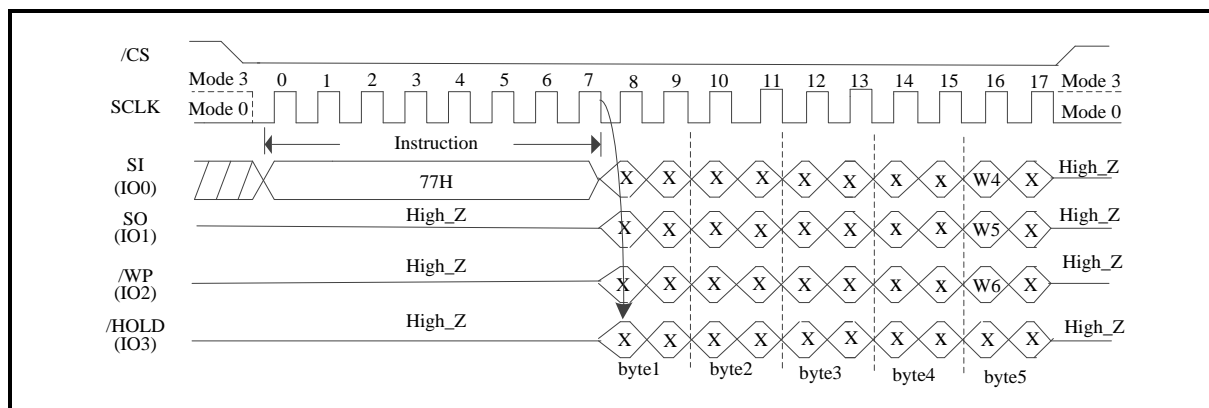 /CS
Mode 3 0 1 2 3 4 5 6 7 8 9 10 11 12 13 14 15 16 17 Mode 3
SCLK Mode 0 Mode 0
Instruction
SI
(IO0) 77H X X X X X X X X W4 X High_Z
SO
(IO1) High_Z X X X X X X X X W5 X High_Z
/WP
(IO2) High_Z X X X X X X X X W6 X High_Z
/HOLD
(IO3) High_Z X X X X X X X X X X High_Z
byte1 byte2 byte3 byte4 byte5